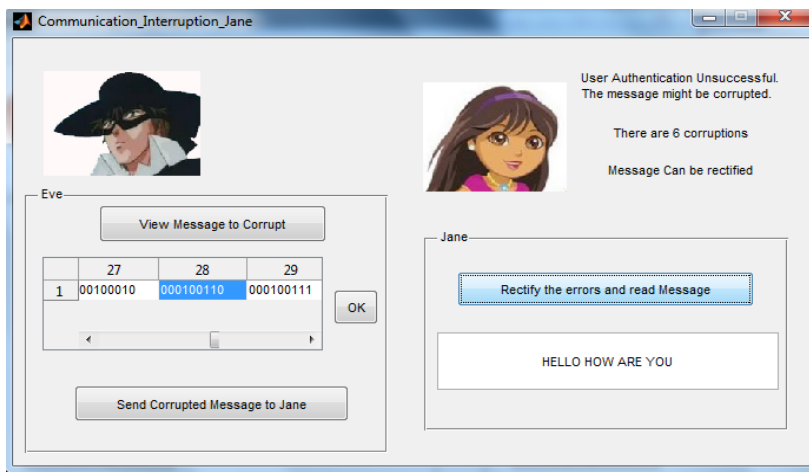 Communication_Interruption_Jane
User Authentication Unsuccessful.
The message might be corrupted.
There are 6 corruptions
Message Can be rectified
Eve
View Message to Corrupt
27 28 29
1 00100010 000100110 000100111
OK
Send Corrupted Message to Jane
Jane
Rectify the errors and read Message
HELLO HOW ARE YOU